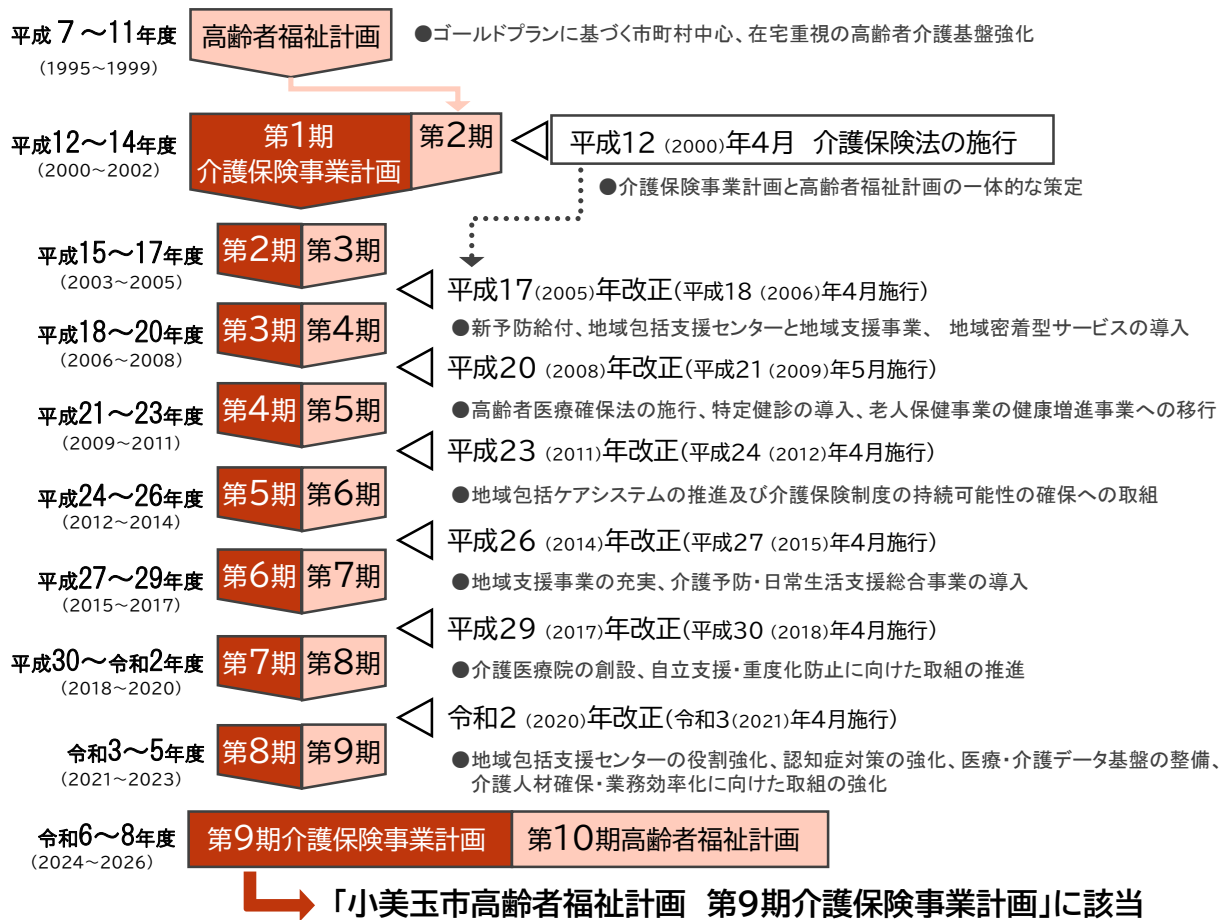 平成7～11年度
(1995~1999)
高齢者福祉計画
●ゴールドプランに基づく市町村中心、在宅重視の高齢者介護基盤強化
平成12～14年度
(2000~2002)
第1期
介護保険事業計画
第2期
平成12 (2000)年4月 介護保険法の施行
●介護保険事業計画と高齢者福祉計画の一体的な策定
平成15～17年度
(2003~2005)
第2期
第3期
平成17(2005)年改正(平成18 (2006)年4月施行)
●新予防給付、地域包括支援センターと地域支援事業、 地域密着型サービスの導入
平成18～20年度
(2006~2008)
第3期
第4期
平成20 (2008)年改正(平成21 (2009)年5月施行)
●高齢者医療確保法の施行、特定健診の導入、老人保健事業の健康増進事業への移行
平成21～23年度
(2009~2011)
第4期
第5期
平成23 (2011)年改正(平成24 (2012)年4月施行)
●地域包括ケアシステムの推進及び介護保険制度の持続可能性の確保への取組
平成24～26年度
(2012~2014)
第5期
第6期
平成26 (2014)年改正(平成27 (2015)年4月施行)
●地域支援事業の充実、介護予防・日常生活支援総合事業の導入
平成27～29年度
(2015~2017)
第6期
第7期
平成29 (2017)年改正(平成30 (2018)年4月施行)
●介護医療院の創設、自立支援・重度化防止に向けた取組の推進
平成30～令和2年度
(2018~2020)
第7期
第8期
令和2 (2020)年改正(令和3(2021)年4月施行)
●地域包括支援センターの役割強化、認知症対策の強化、医療・介護データ基盤の整備、
介護人材確保・業務効率化に向けた取組の強化
令和3～5年度
(2021~2023)
第8期
第9期
令和6～8年度
(2024~2026)
第9期介護保険事業計画
第10期高齢者福祉計画
「小美玉市高齢者福祉計画 第9期介護保険事業計画」に該当